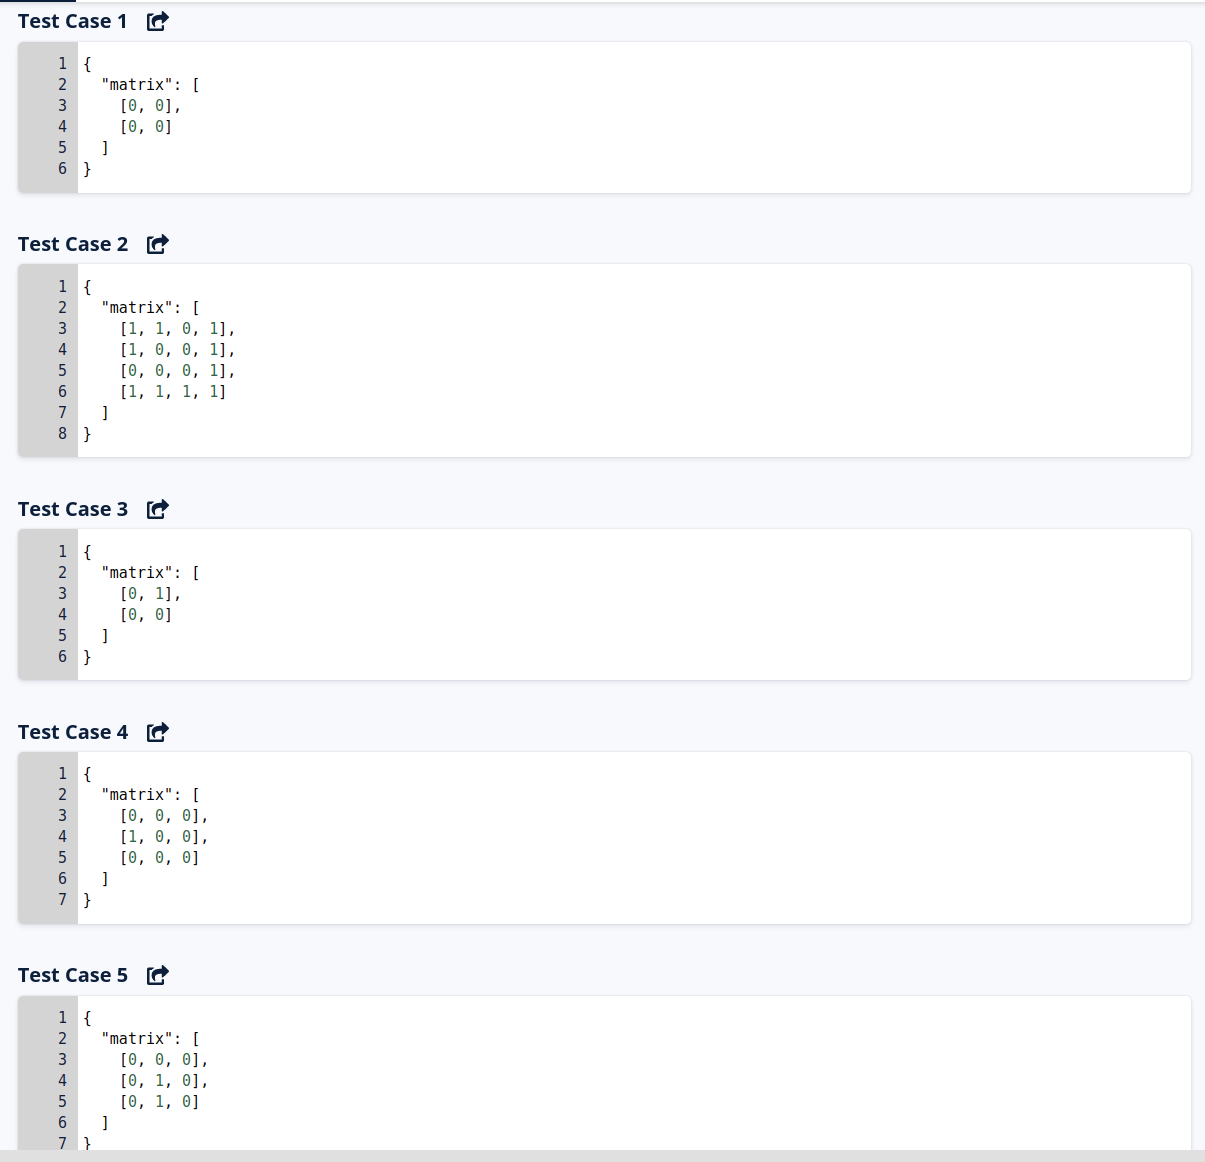 Test Case 1
1 {
2   "matrix": [
3     [0, 0],
4     [0, 0]
5   ]
6 }
Test Case 2
1 {
2   "matrix": [
3     [1, 1, 0, 1],
4     [1, 0, 0, 1],
5     [0, 0, 0, 1],
6     [1, 1, 1, 1]
7   ]
8 }
Test Case 3
1 {
2   "matrix": [
3     [0, 1],
4     [0, 0]
5   ]
6 }
Test Case 4
1 {
2   "matrix": [
3     [0, 0, 0],
4     [1, 0, 0],
5     [0, 0, 0]
6   ]
7 }
Test Case 5
1 {
2   "matrix": [
3     [0, 0, 0],
4     [0, 1, 0],
5     [0, 1, 0]
6   ]
7 }